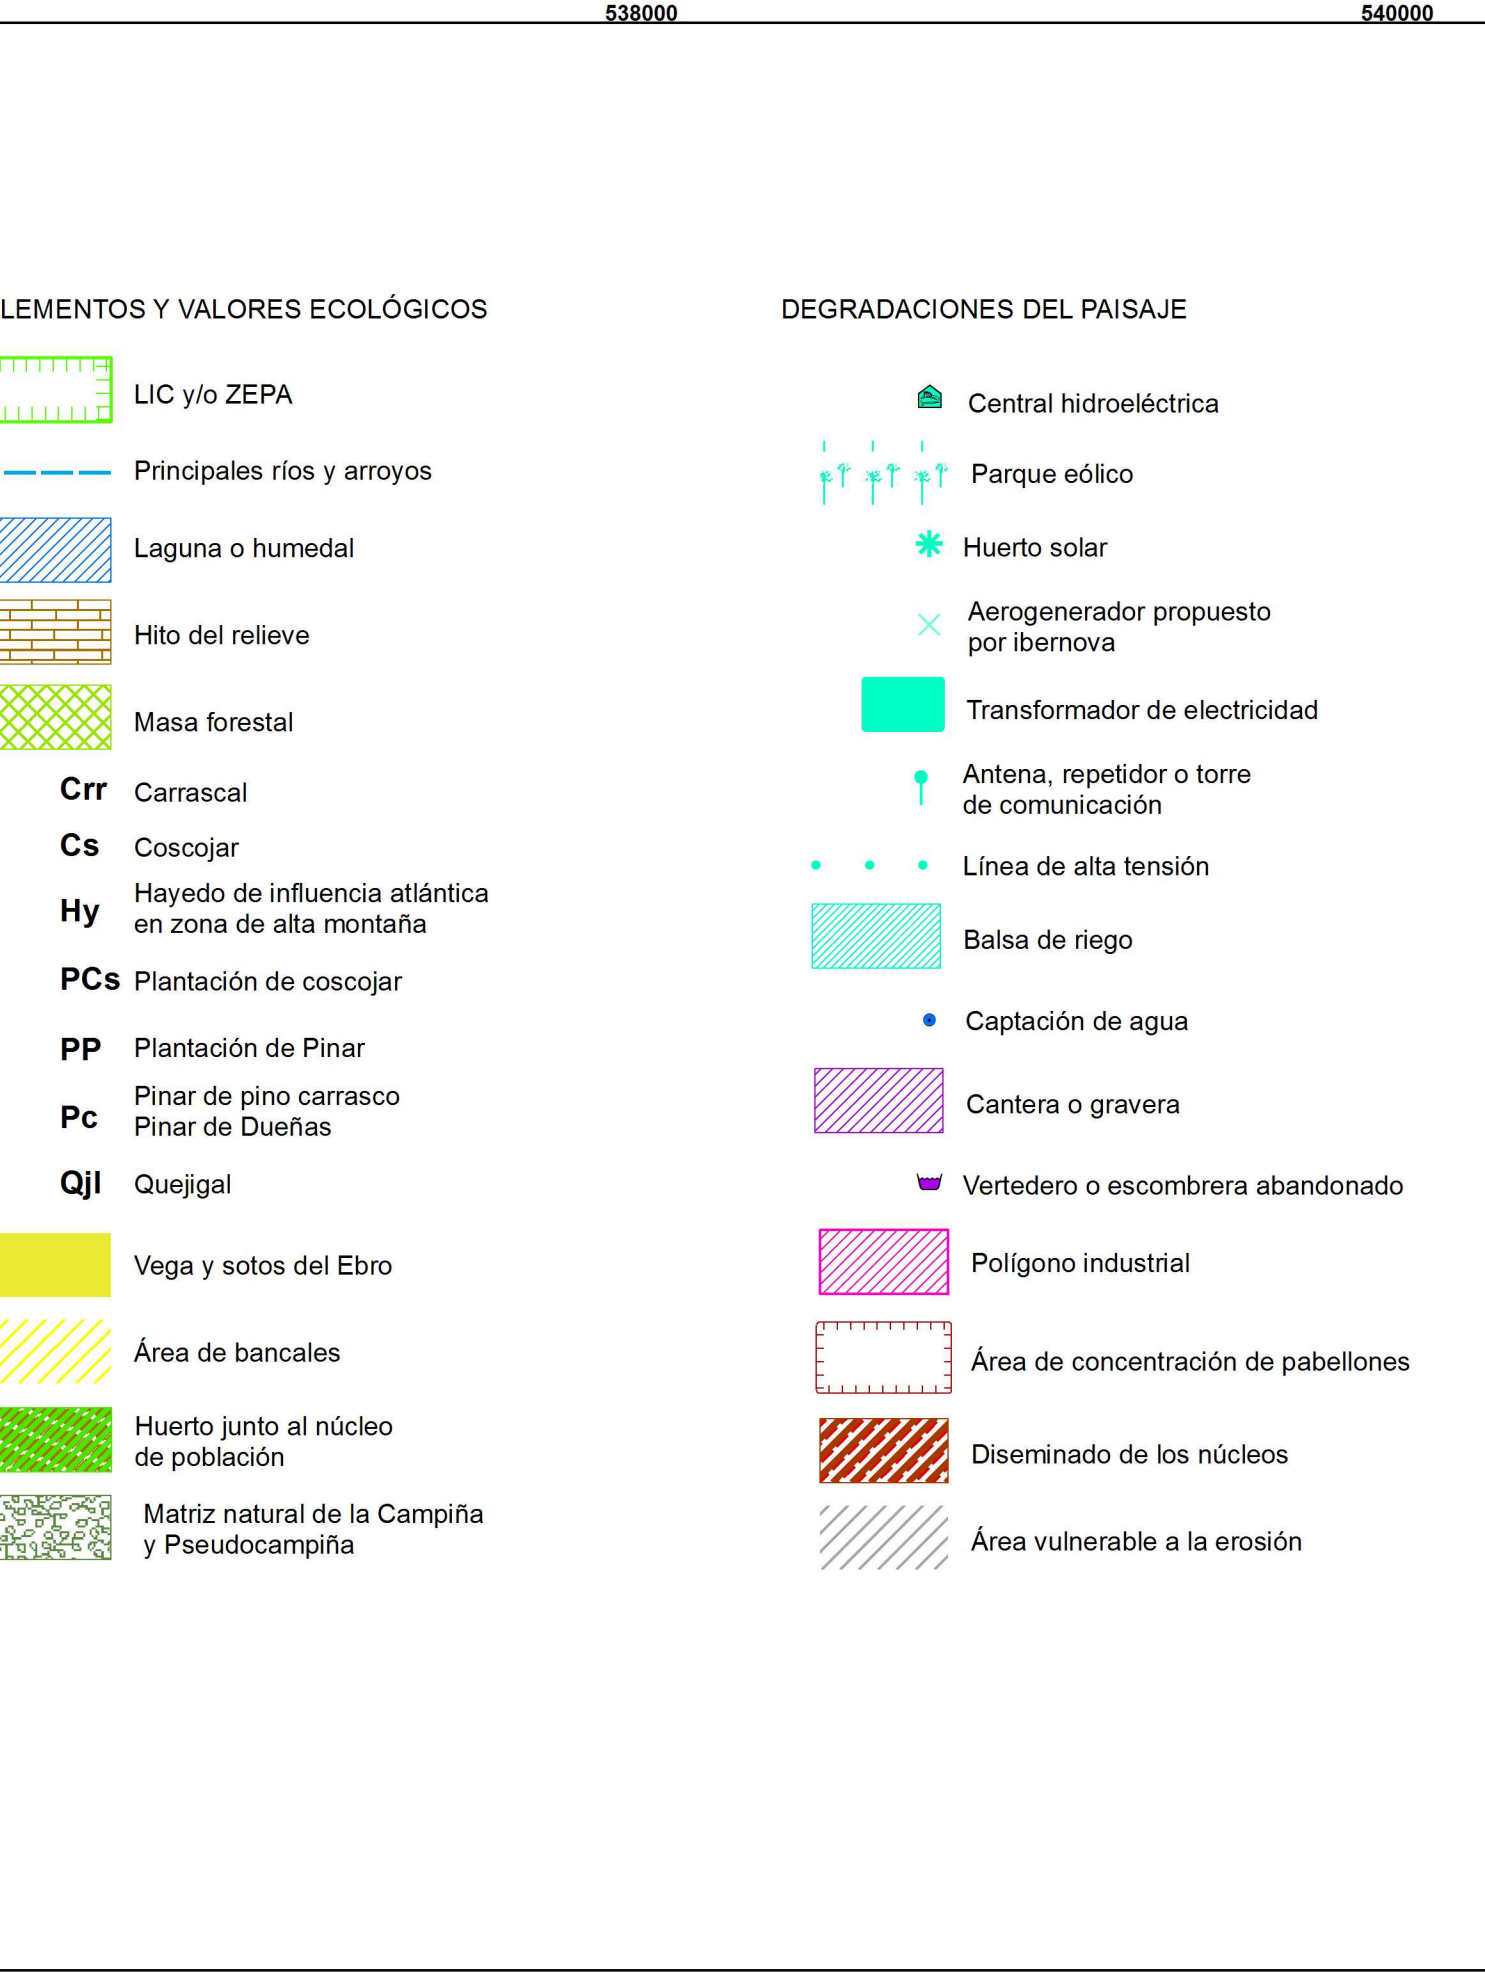 538000
540000
LEMENTOS Y VALORES ECOLÓGICOS
LIC y/o ZEPA
Principales ríos y arroyos
Laguna o humedal
Hito del relieve
Masa forestal
Crr Carrascal
Cs Coscojar
Hy Hayedo de influencia atlántica
en zona de alta montaña
PCs Plantación de coscojar
PP Plantación de Pinar
Pc Pinar de pino carrasco
Pinar de Dueñas
Qjl Quejigal
Vega y sotos del Ebro
Área de bancales
Huerto junto al núcleo
de población
Matriz natural de la Campiña
y Pseudocampiña
DEGRADACIONES DEL PAISAJE
Central hidroeléctrica
Parque eólico
Huerto solar
Aerogenerador propuesto
por ibernova
Transformador de electricidad
Antena, repetidor o torre
de comunicación
Línea de alta tensión
Balsa de riego
Captación de agua
Cantera o gravera
Vertedero o escombrera abandonado
Polígono industrial
Área de concentración de pabellones
Diseminado de los núcleos
Área vulnerable a la erosión